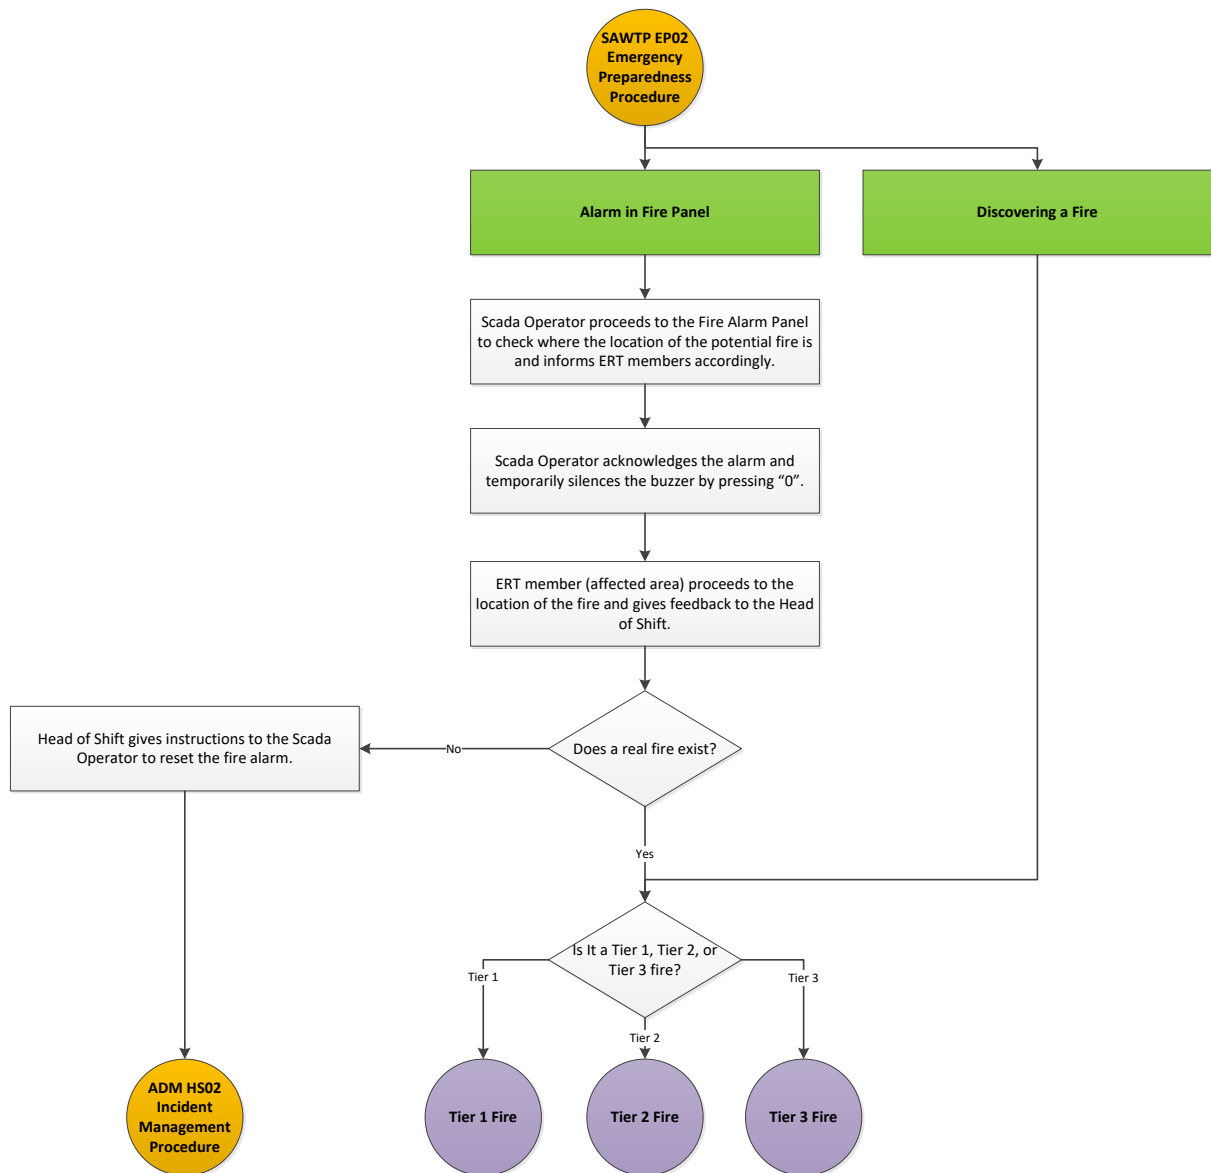 SAWTP EP02
Emergency
Preparedness
Procedure
Alarm in Fire Panel
Discovering a Fire
Scada Operator proceeds to the Fire Alarm Panel
to check where the location of the potential fire is
and informs ERT members accordingly.
Scada Operator acknowledges the alarm and
temporarily silences the buzzer by pressing “0”.
ERT member (affected area) proceeds to the
location of the fire and gives feedback to the Head
of Shift.
Head of Shift gives instructions to the Scada
Operator to reset the fire alarm.
No
Does a real fire exist?
Yes
Is It a Tier 1, Tier 2, or
Tier 3 fire?
Tier 1
Tier 3
Tier 2
ADM HS02
Incident
Management
Procedure
Tier 1 Fire
Tier 2 Fire
Tier 3 Fire